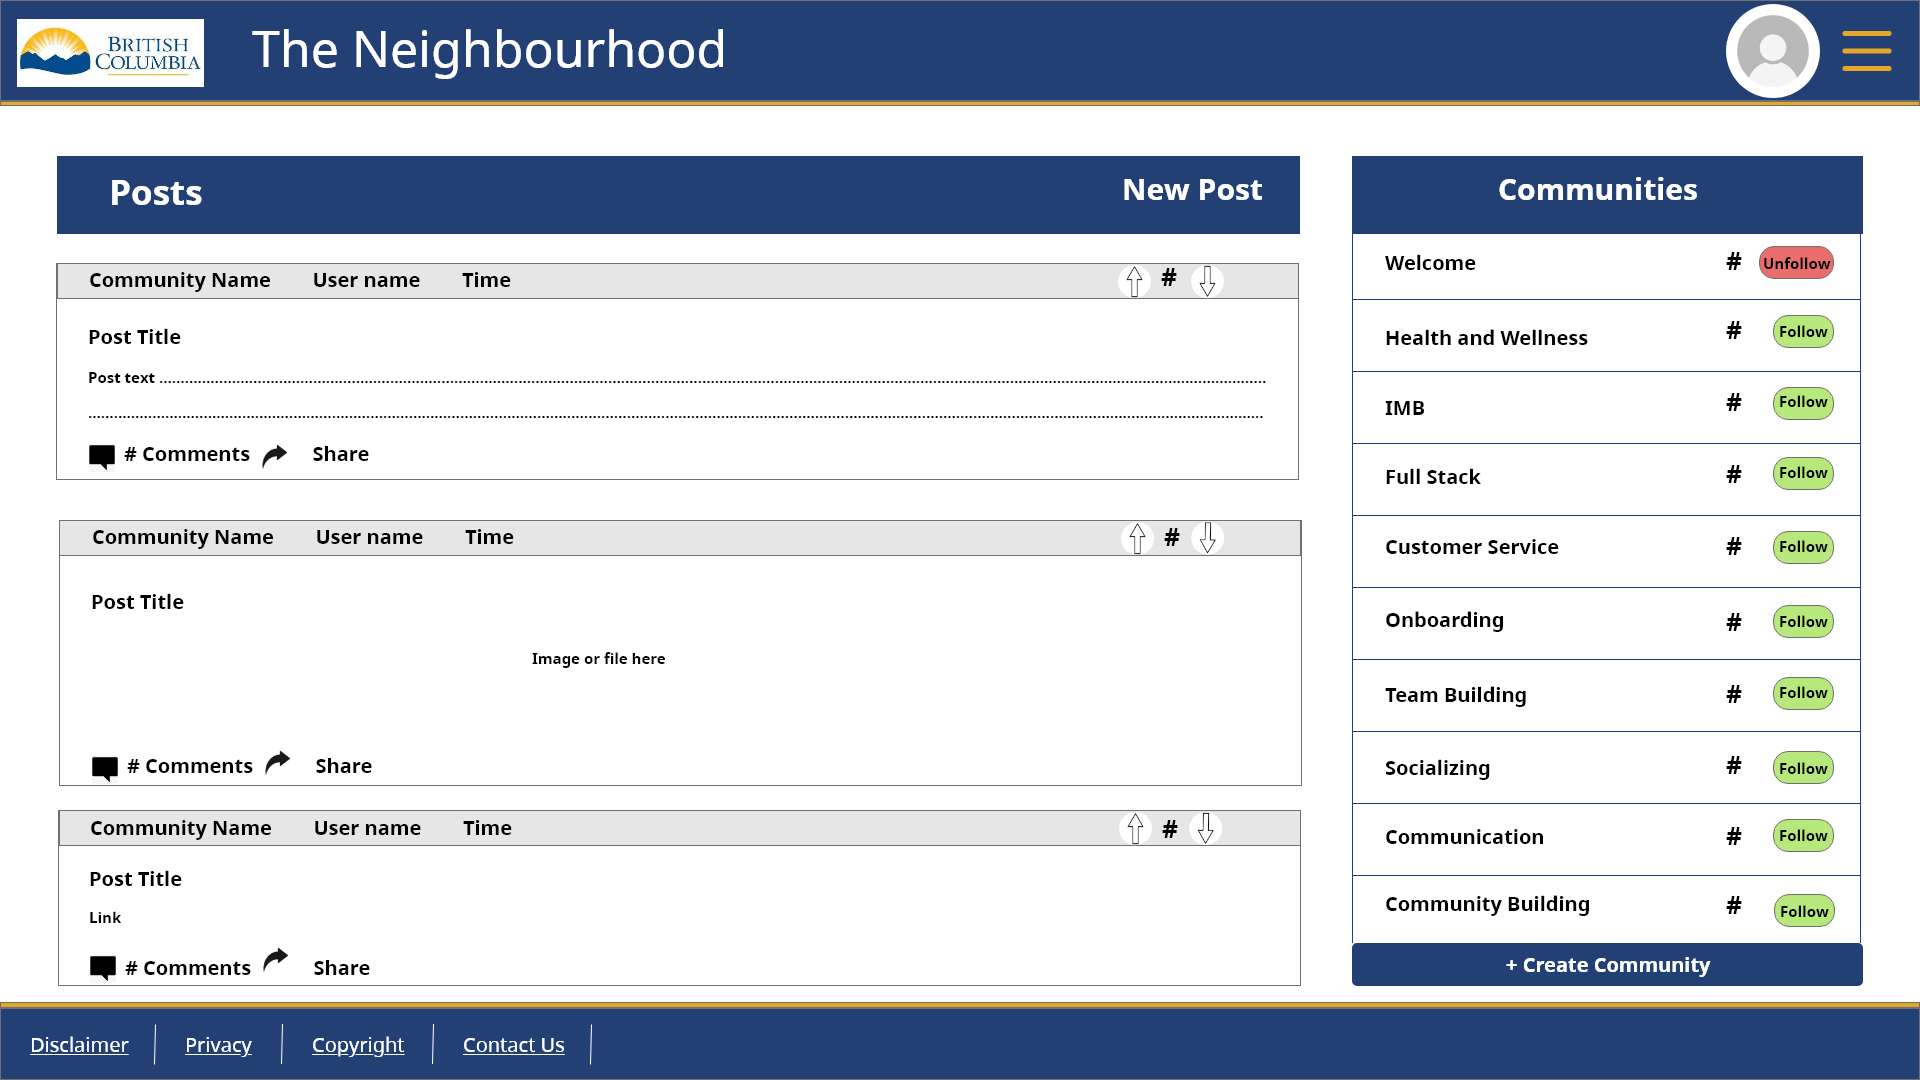 BRITISH
COLUMBIA
The Neighbourhood
Posts
New Post
Community Name User name Time #
Post Title
Post text ........................................................................................................................
........................................................................................................................
# Comments Share
Community Name User name Time #
Post Title
Image or file here
# Comments Share
Community Name User name Time #
Post Title
Link
# Comments Share
Communities
Welcome # Unfollow
Health and Wellness # Follow
IMB # Follow
Full Stack # Follow
Customer Service # Follow
Onboarding # Follow
Team Building # Follow
Socializing # Follow
Communication # Follow
Community Building # Follow
+ Create Community
Disclaimer Privacy Copyright Contact Us